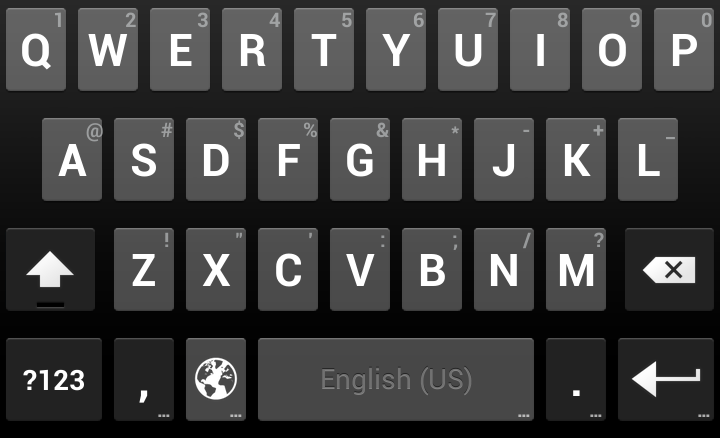 1 2 3 4 5 6 7 8 9 0
Q W E R T Y U I O P
@ # $ % & * - + _
A S D F G H J K L
! " ' : ; / ?
Z X C V B N M
?123 , English (US) .